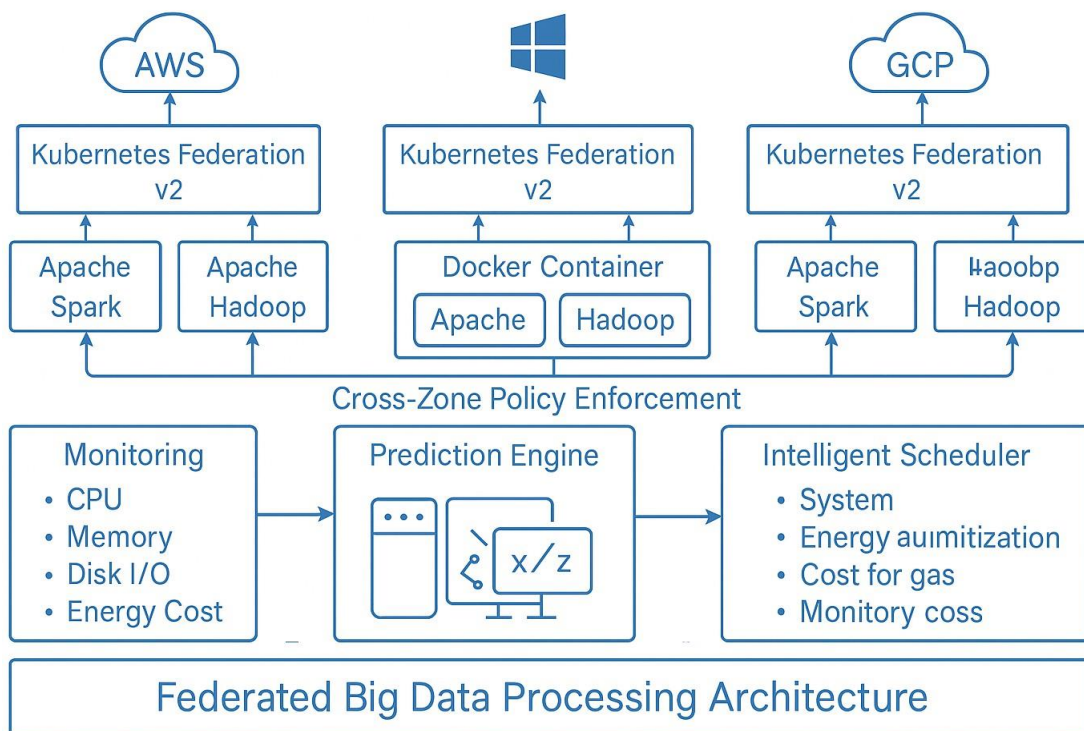 AWS
GCP
Kubernetes Federation
v2
Kubernetes Federation
v2
Kubernetes Federation
v2
Apache
Spark
Apache
Hadoop
Docker Container
Apache
Hadoop
Apache
Spark
Haoobp
Hadoop
Cross-Zone Policy Enforcement
Monitoring
• CPU
• Memory
• Disk I/O
• Energy Cost
Prediction Engine
x/z
Intelligent Scheduler
• System
• Energy auımitization
• Cost for gas
• Monitory coss
Federated Big Data Processing Architecture